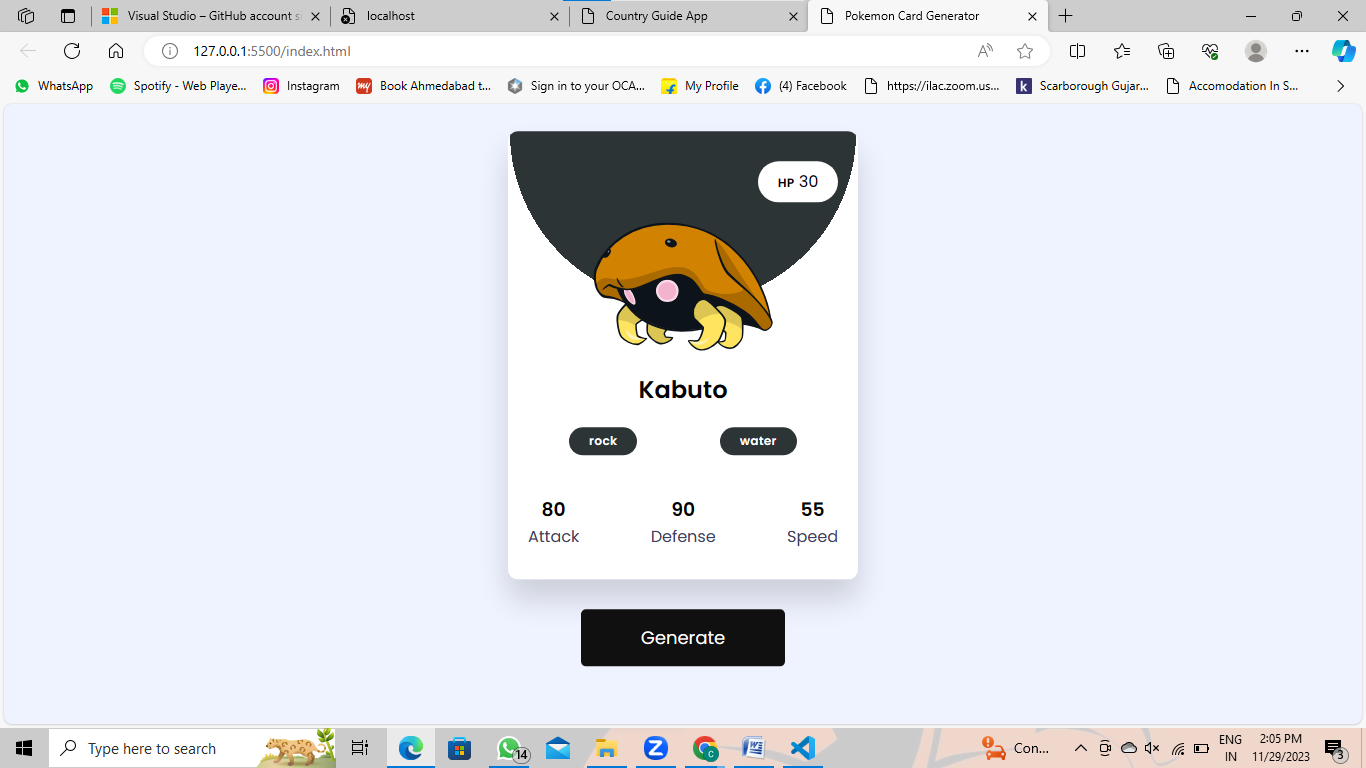 Visual Studio – GitHub account si
localhost
Country Guide App
Pokemon Card Generator
127.0.0.1:5500/index.html
WhatsApp
Spotify - Web Playe...
Instagram
my
Book Ahmedabad t...
Sign in to your OCA...
My Profile
(4) Facebook
https://ilac.zoom.us...
k
Scarborough Gujar...
Accomodation In S...
HP 30
Kabuto
rock water
80 90 55
Attack Defense Speed
Generate
Type here to search
14
C
Con...
ENG
IN
2:05 PM
11/29/2023
3